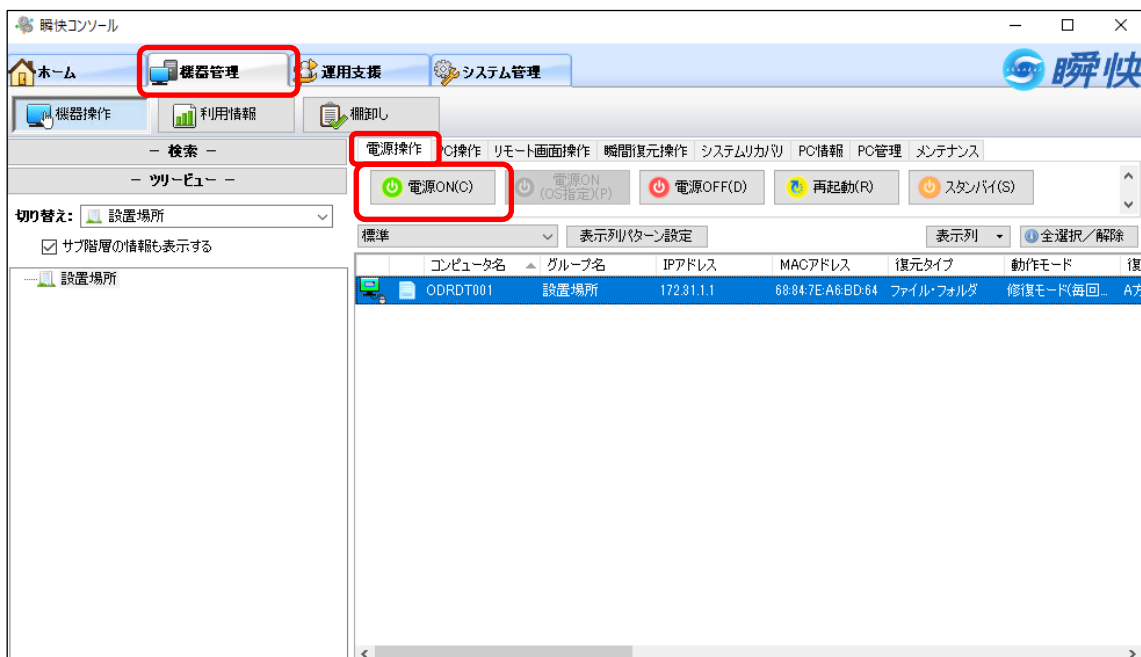 瞬快コンソール
ホーム 機器管理 運用支援 システム管理 瞬快
機器操作 利用情報 棚卸し
－ 検索 －
電源操作 PC操作 リモート画面操作 瞬間復元操作 システムリカバリ PC情報 PC管理 メンテナンス
－ ツリービュー －
電源ON(C) 電源ON (OS指定)(P) 電源OFF(D) 再起動(R) スタンバイ(S)
切り替え: 設置場所
標準 表示列パターン設定 表示列 全選択／解除
サブ階層の情報も表示する
コンピュータ名 グループ名 IPアドレス MACアドレス 復元タイプ 動作モード 復
設置場所
ODRDT001 設置場所 172.31.1.1 68:84:7E:A6:BD:64 ファイル・フォルダ 修復モード(毎回... A方